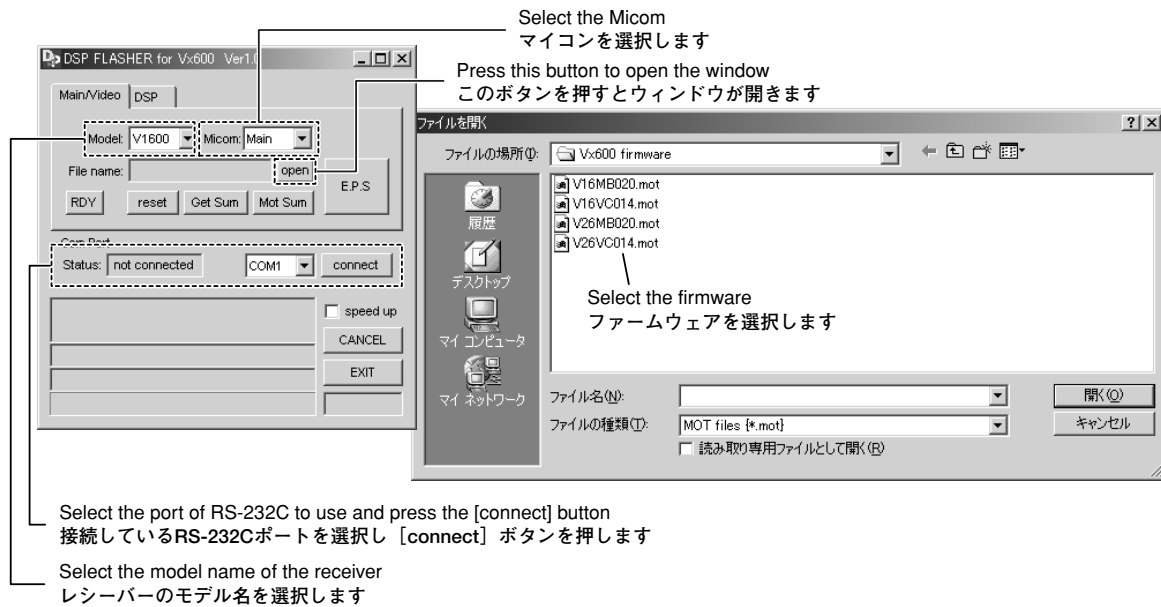 Select the Micom
マイコンを選択します
Press this button to open the window
このボタンを押すとウィンドウが開きます
DSP FLASHER for Vx600 Ver1.0
Main/Video
DSP
Model: V1600 Micom: Main
File name: open
E.P.S
RDY reset Get Sum Mot Sum
Com Port
Status: not connected COM1 connect
speed up
CANCEL
EXIT
ファイルを開く
ファイルの場所(I): Vx600 firmware
履歴
デスクトップ
マイ コンピュータ
マイ ネットワーク
V16MB020.mot
V16VC014.mot
V26MB020.mot
V26VC014.mot
Select the firmware
ファームウェアを選択します
ファイル名(N): 開く(O)
ファイルの種類(T): MOT files {*.mot} キャンセル
読み取り専用ファイルとして開く(R)
Select the port of RS-232C to use and press the [connect] button
接続しているRS-232Cポートを選択し［connect］ボタンを押します
Select the model name of the receiver
レシーバーのモデル名を選択します